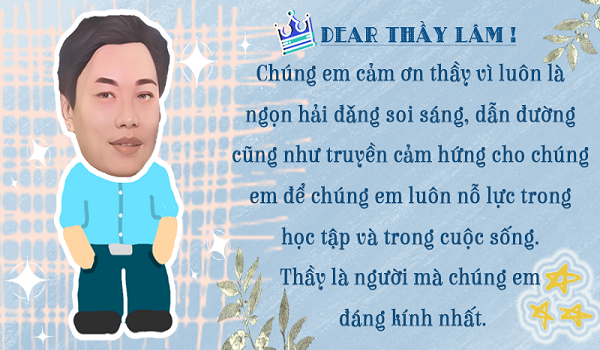 DEAR THẦY LÂM !
Chúng em cảm ơn thầy vì luôn là
ngọn hải đăng soi sáng, dẫn đường
cũng như truyền cảm hứng cho chúng
em để chúng em luôn nỗ lực trong
học tập và trong cuộc sống.
Thầy là người mà chúng em
đáng kính nhất.